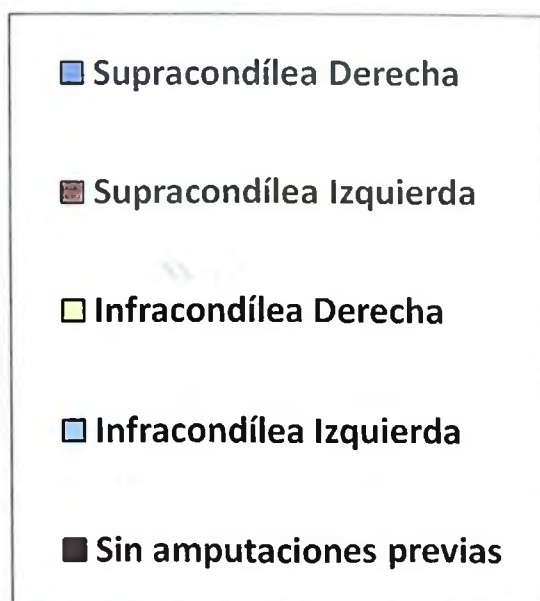 Supracondílea Derecha
Supracondílea Izquierda
Infracondílea Derecha
Infracondílea Izquierda
Sin amputaciones previas